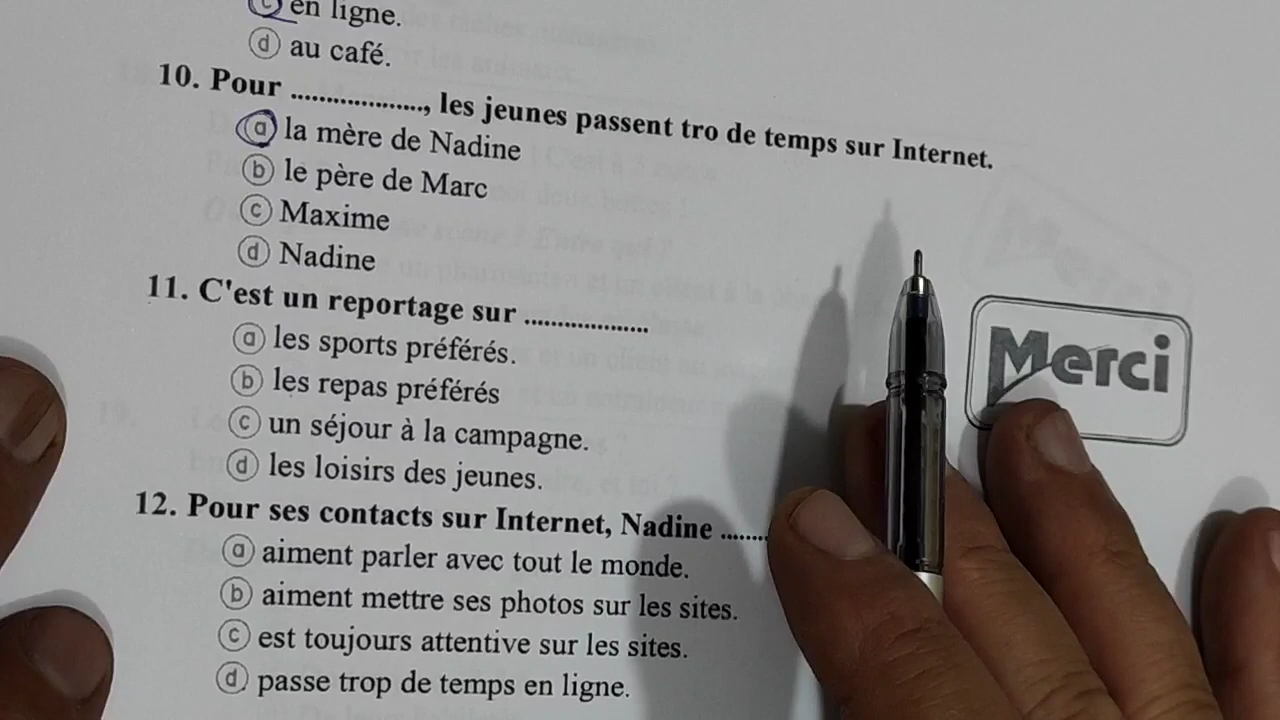 ⓒ en ligne.
ⓓ au café.
10. Pour ..................., les jeunes passent tro de temps sur Internet.
ⓐ la mère de Nadine
ⓑ le père de Marc
ⓒ Maxime
ⓓ Nadine
11. C'est un reportage sur ...................
ⓐ les sports préférés.
ⓑ les repas préférés
ⓒ un séjour à la campagne.
ⓓ les loisirs des jeunes.
Merci
12. Pour ses contacts sur Internet, Nadine ........
ⓐ aiment parler avec tout le monde.
ⓑ aiment mettre ses photos sur les sites.
ⓒ est toujours attentive sur les sites.
ⓓ passe trop de temps en ligne.